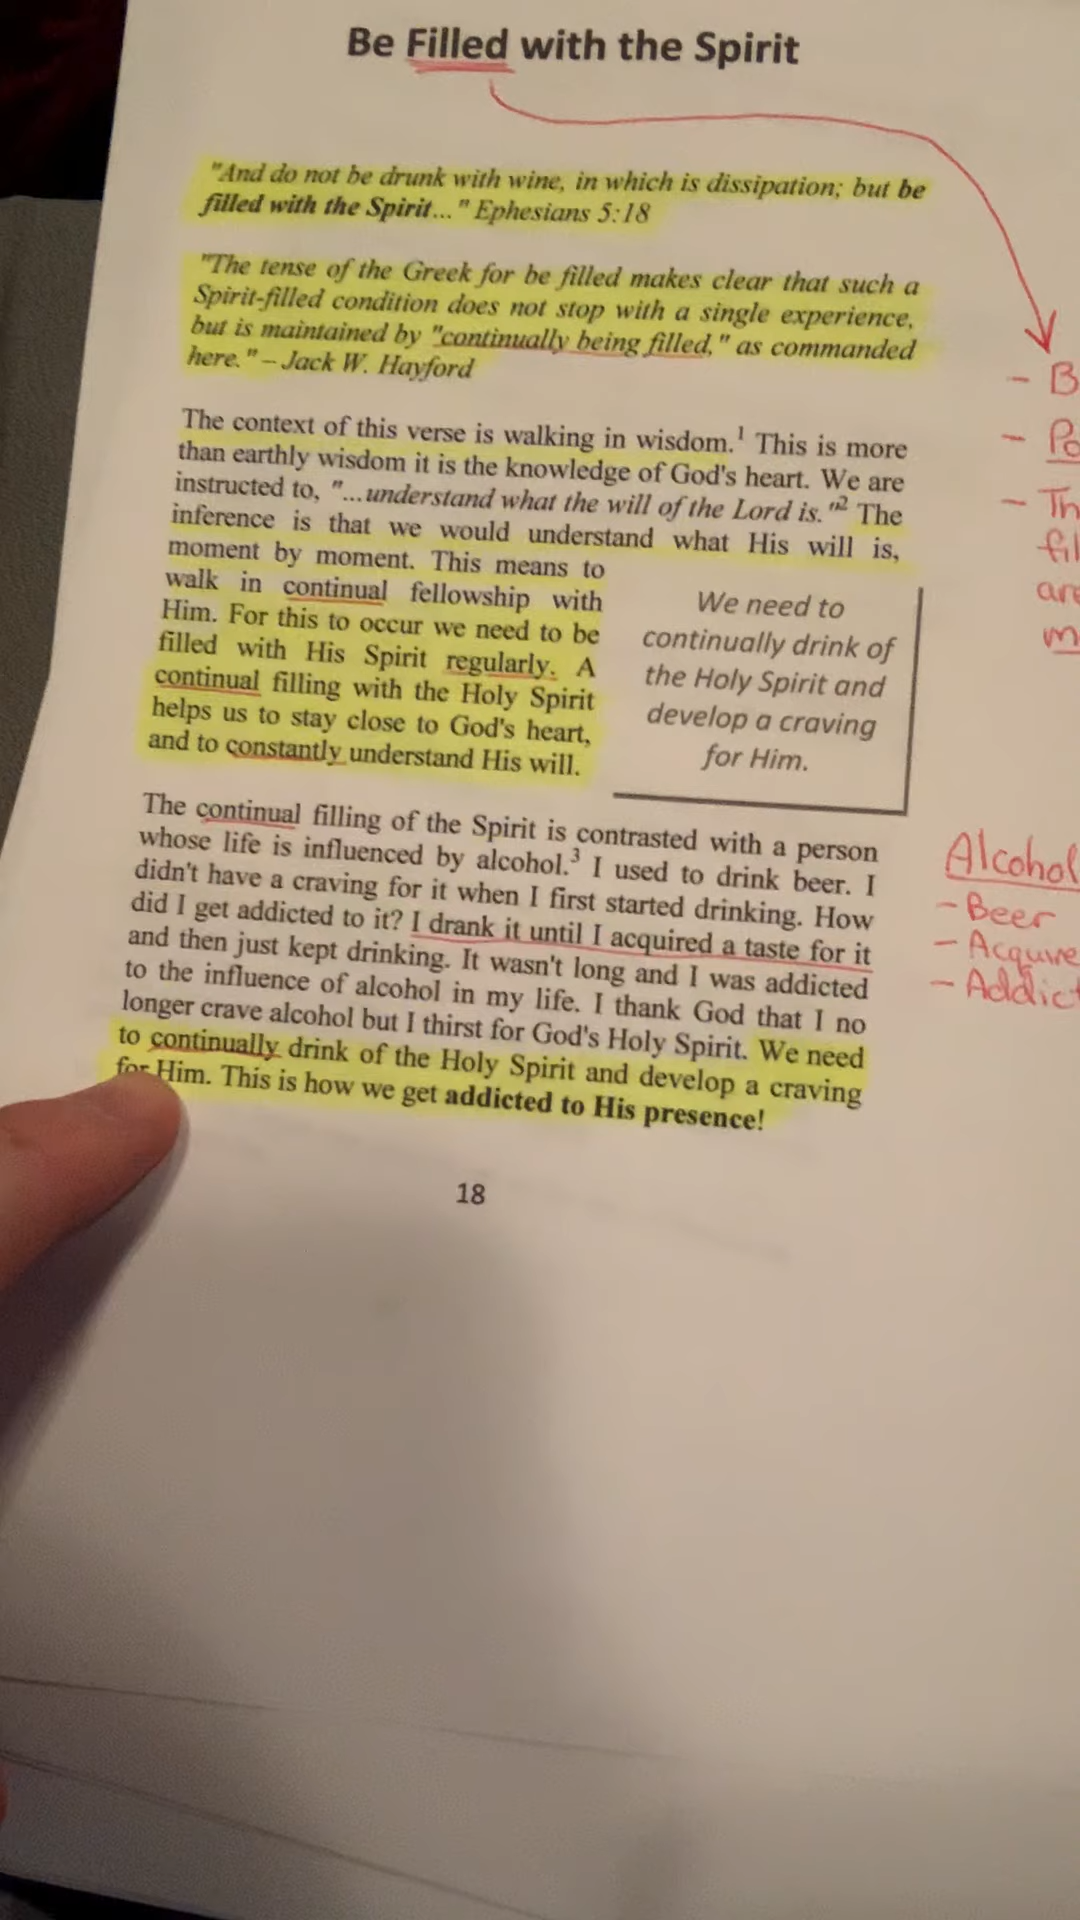 Be Filled with the Spirit
"And do not be drunk with wine, in which is dissipation; but be
filled with the Spirit..." Ephesians 5:18
"The tense of the Greek for be filled makes clear that such a
Spirit-filled condition does not stop with a single experience,
but is maintained by "continually being filled," as commanded
here." – Jack W. Hayford
The context of this verse is walking in wisdom.1 This is more
than earthly wisdom it is the knowledge of God's heart. We are
instructed to, "...understand what the will of the Lord is."2 The
inference is that we would understand what His will is,
moment by moment. This means to
walk in continual fellowship with
Him. For this to occur we need to be
filled with His Spirit regularly. A
continual filling with the Holy Spirit
helps us to stay close to God's heart,
and to constantly understand His will.
We need to
continually drink of
the Holy Spirit and
develop a craving
for Him.
The continual filling of the Spirit is contrasted with a person
whose life is influenced by alcohol.3 I used to drink beer. I
didn't have a craving for it when I first started drinking. How
did I get addicted to it? I drank it until I acquired a taste for it
and then just kept drinking. It wasn't long and I was addicted
to the influence of alcohol in my life. I thank God that I no
longer crave alcohol but I thirst for God's Holy Spirit. We need
to continually drink of the Holy Spirit and develop a craving
for Him. This is how we get addicted to His presence!
18
- B
- Po
- Th
fil
are
m
Alcohol
- Beer
- Acquire
- Addict